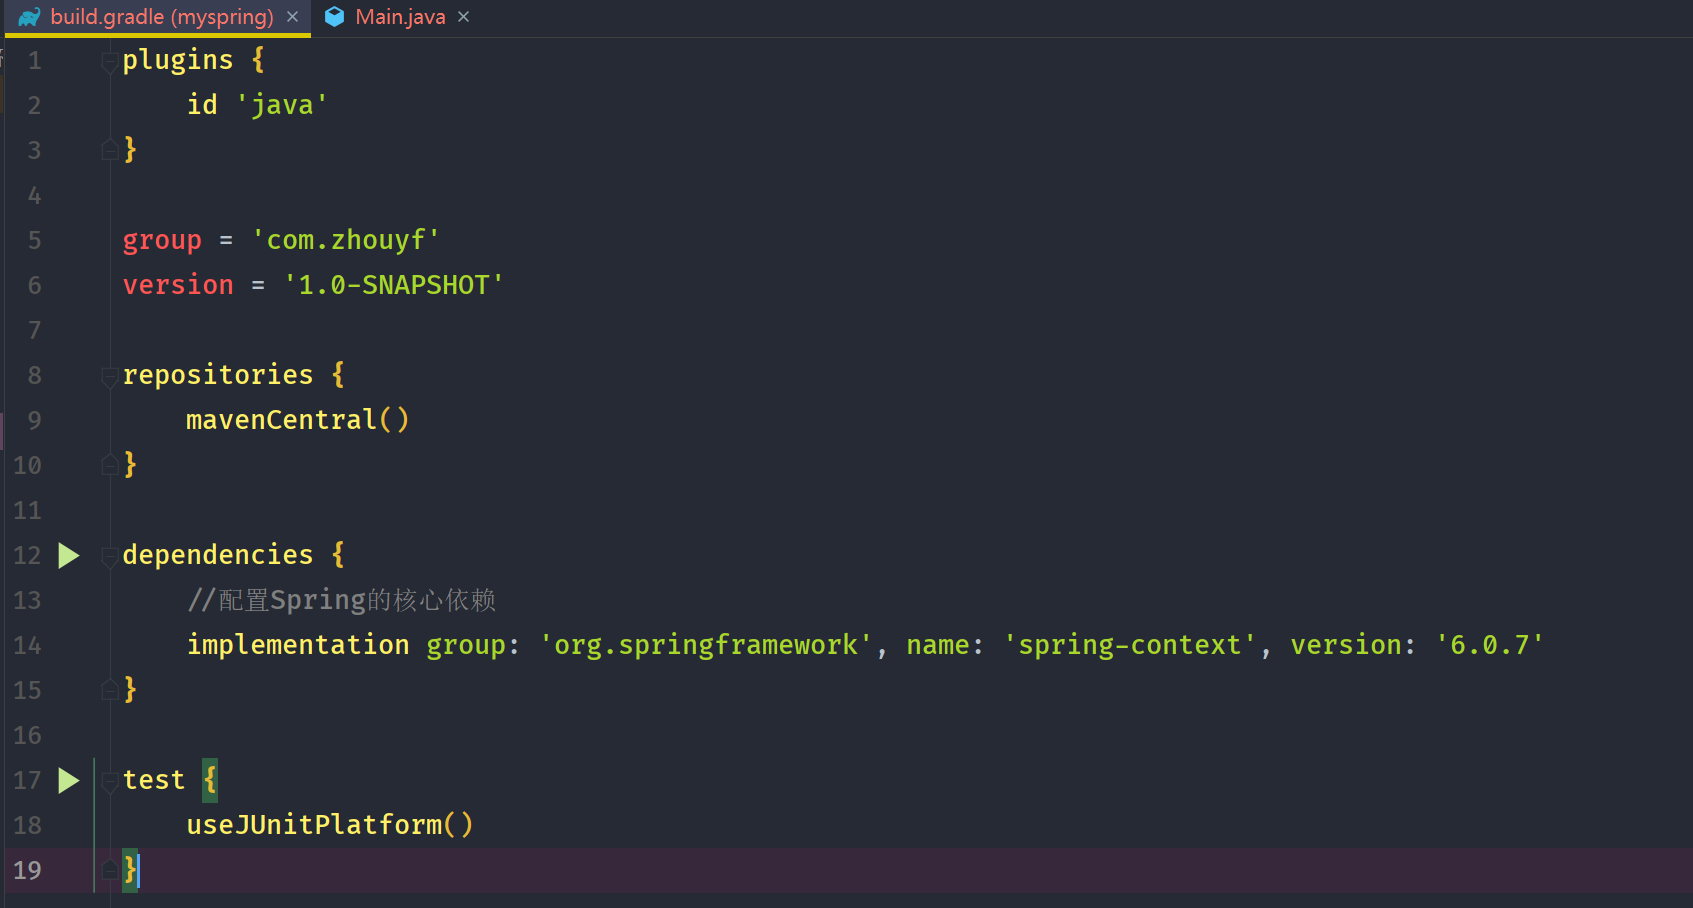 build.gradle (myspring) × Main.java ×
1 plugins {
2     id 'java'
3 }
4
5 group = 'com.zhouyf'
6 version = '1.0-SNAPSHOT'
7
8 repositories {
9     mavenCentral()
10 }
11
12 dependencies {
13     //配置Spring的核心依赖
14     implementation group: 'org.springframework', name: 'spring-context', version: '6.0.7'
15 }
16
17 test {
18     useJUnitPlatform()
19 }